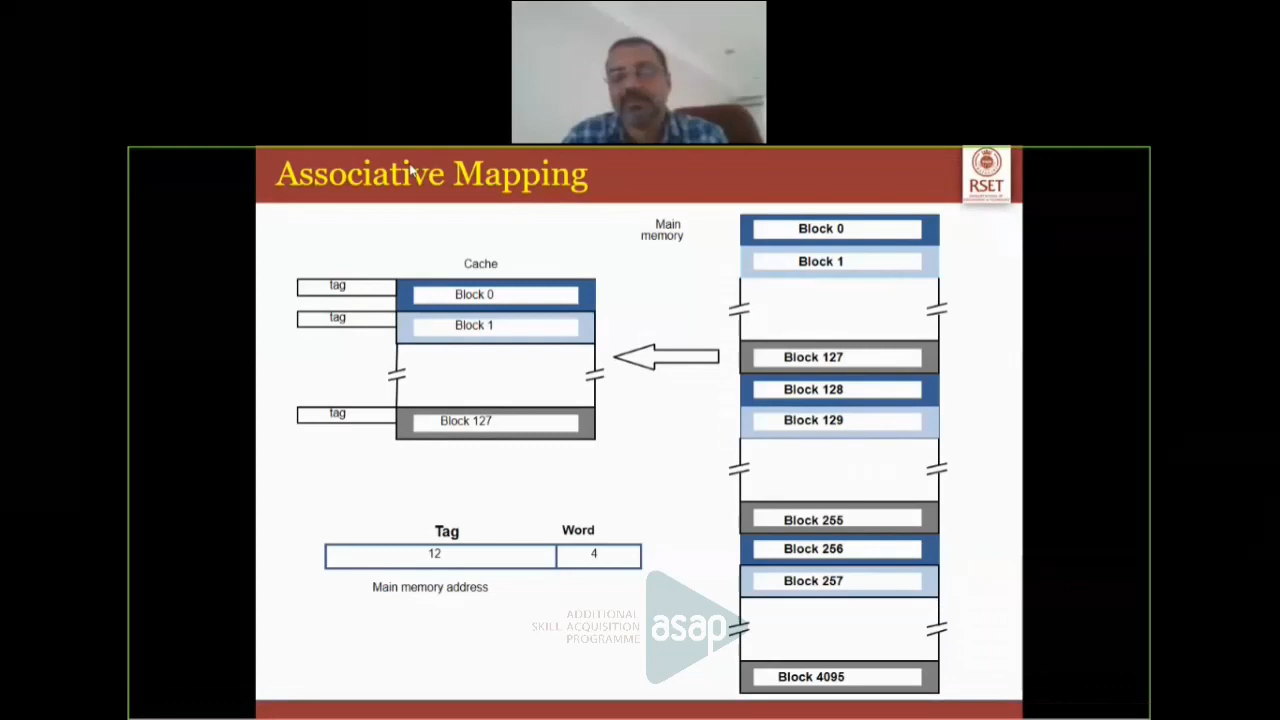 Associative Mapping
RSET
Main
memory
Cache
tag
Block 0
tag
Block 1
tag
Block 127
Block 0
Block 1
Block 127
Block 128
Block 129
Block 255
Block 256
Block 257
Block 4095
Tag
Word
12
4
Main memory address
ADDITIONAL
SKILL ACQUISITION
PROGRAMME
asap